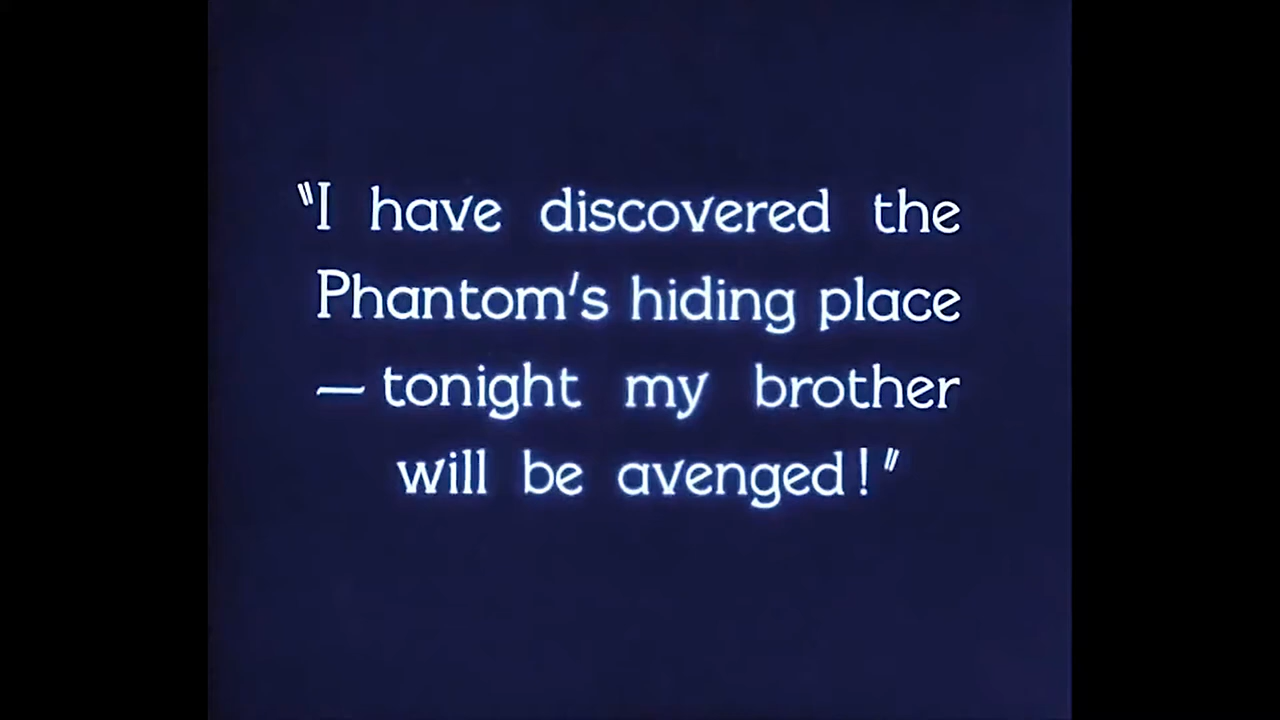 "I have discovered the
Phantom's hiding place
— tonight my brother
will be avenged!"